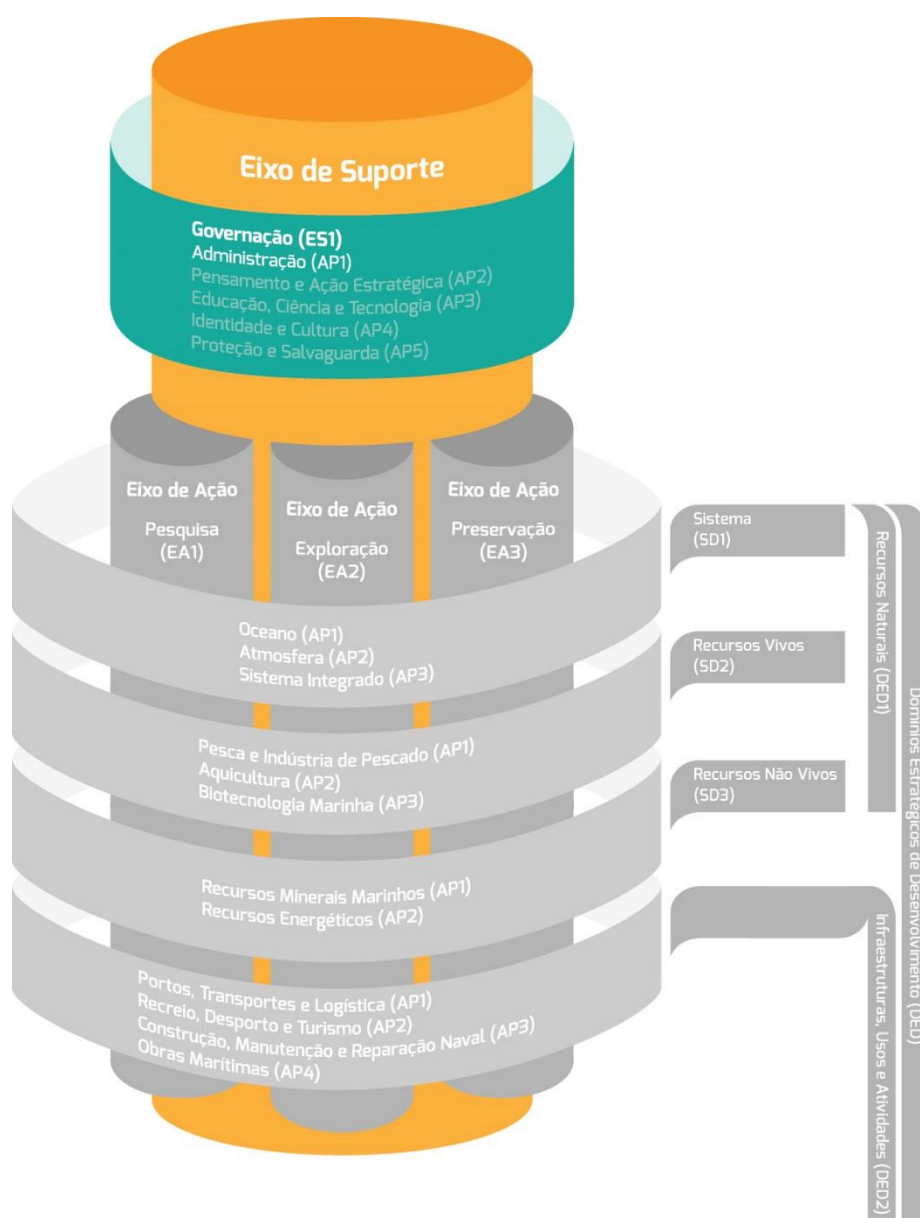 Eixo de Suporte
Governação (ES1)
Administração (AP1)
Pensamento e Ação Estratégica (AP2)
Educação, Ciência e Tecnologia (AP3)
Identidade e Cultura (AP4)
Proteção e Salvaguarda (AP5)
Eixo de Ação
Pesquisa
(EA1)
Eixo de Ação
Exploração
(EA2)
Eixo de Ação
Preservação
(EA3)
Oceano (AP1)
Atmosfera (AP2)
Sistema Integrado (AP3)
Pesca e Indústria de Pescado (AP1)
Aquicultura (AP2)
Biotecnologia Marinha (AP3)
Recursos Minerais Marinhos (AP1)
Recursos Energéticos (AP2)
Portos, Transportes e Logística (AP1)
Recreio, Desporto e Turismo (AP2)
Construção, Manutenção e Reparação Naval (AP3)
Obras Marítimas (AP4)
Sistema
(SD1)
Recursos Vivos
(SD2)
Recursos Não Vivos
(SD3)
Recursos Naturais (DED1)
Infraestruturas, Usos e Atividades (DED2)
Domínios Estratégicos de Desenvolvimento (DED)